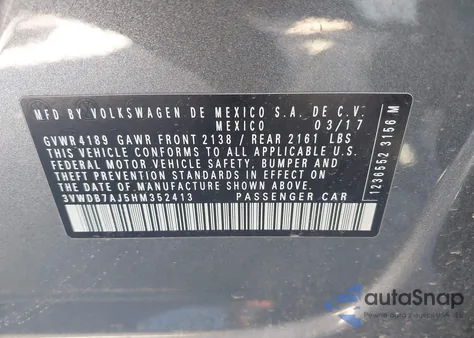 MFD BY VOLKSWAGEN DE MEXICO S.A. DE C.V.
MEXICO 03/17
GVWR 4189 GAWR FRONT 2138 / REAR 2161 LBS
THIS VEHICLE CONFORMS TO ALL APPLICABLE
FEDERAL MOTOR VEHICLE SAFETY, BUMPER AND
THEFT PREVENTION STANDARDS IN EFFECT
ON THE DATE OF MANUFACTURE SHOWN ABOVE.
3VWDB7AJ5HM352413 PASSENGER CAR
1236552 3156 M
autaSnap